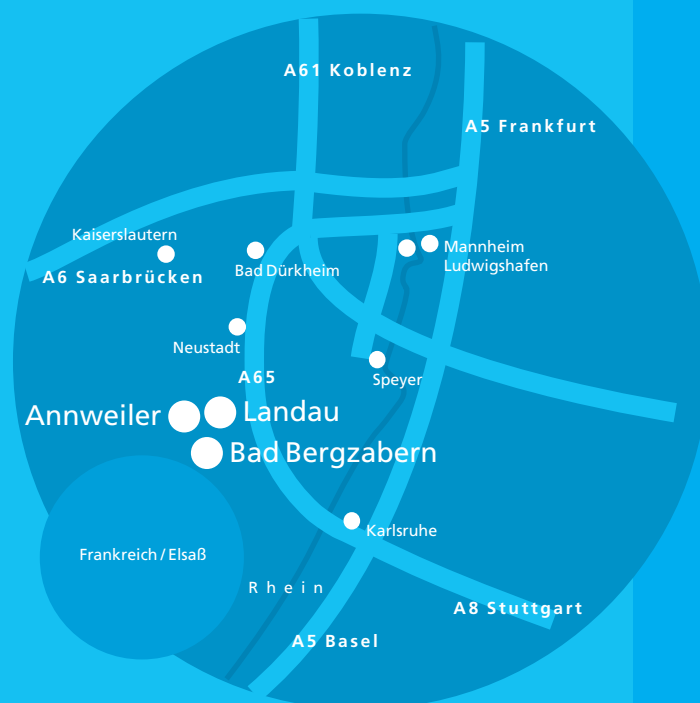 A61 Koblenz
A5 Frankfurt
Kaiserslautern
A6 Saarbrücken
Bad Dürkheim
Mannheim
Ludwigshafen
Neustadt
A65
Speyer
Annweiler
Landau
Bad Bergzabern
Karlsruhe
Frankreich / Elsaß
Rhein
A8 Stuttgart
A5 Basel